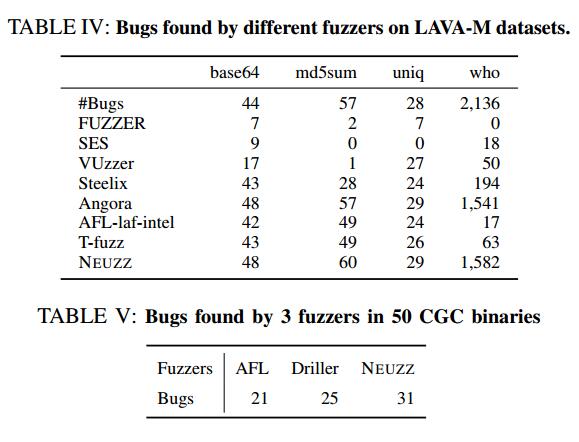 TABLE IV: Bugs found by different fuzzers on LAVA-M datasets.
base64 md5sum uniq who
#Bugs 44 57 28 2,136
FUZZER 7 2 7 0
SES 9 0 0 18
VUzzer 17 1 27 50
Steelix 43 28 24 194
Angora 48 57 29 1,541
AFL-laf-intel 42 49 24 17
T-fuzz 43 49 26 63
NEUZZ 48 60 29 1,582
TABLE V: Bugs found by 3 fuzzers in 50 CGC binaries
Fuzzers AFL Driller NEUZZ
Bugs 21 25 31